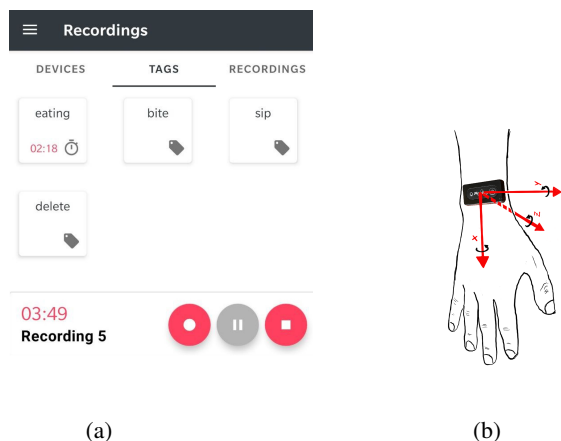 Recordings
DEVICES TAGS RECORDINGS
eating bite sip
02:18
delete
03:49
Recording 5
Y
Z
X
(a) (b)